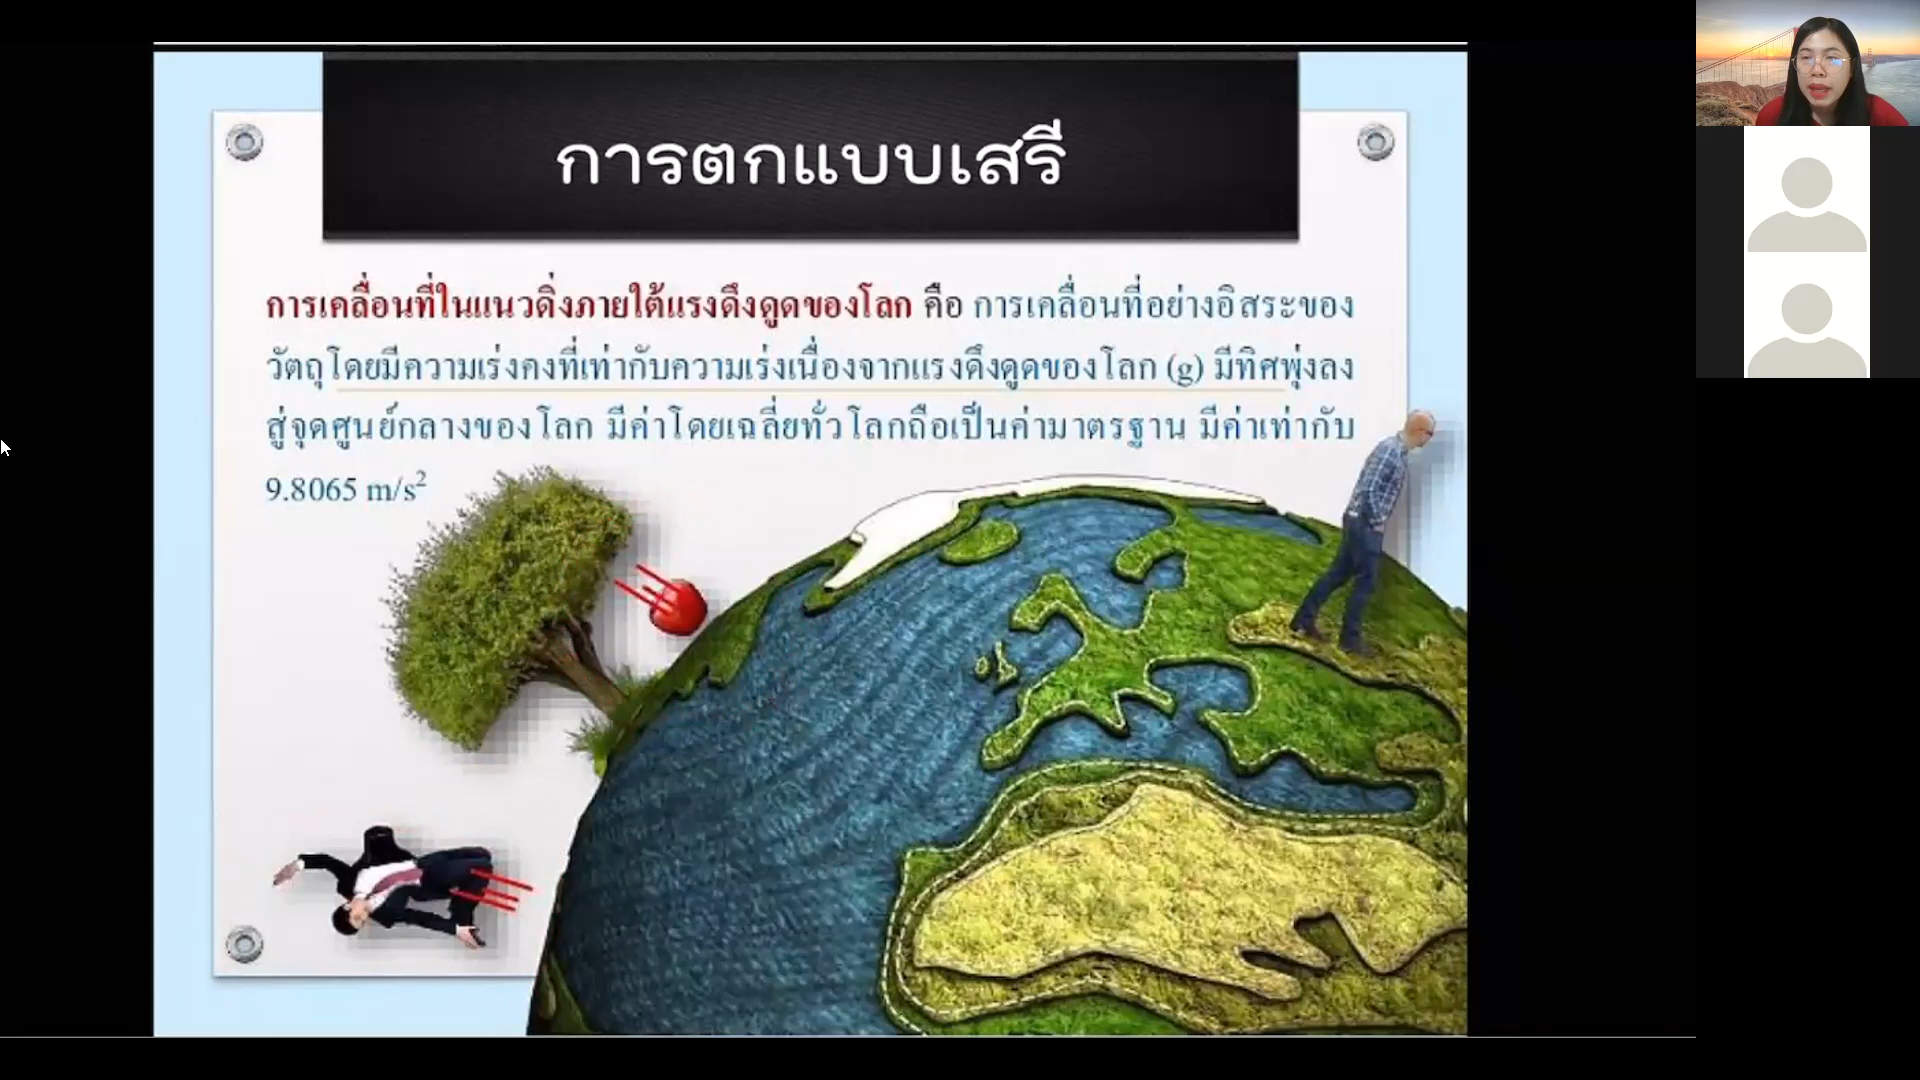 การตกแบบเสรี
การเคลื่อนที่ในแนวดิ่งภายใต้แรงดึงดูดของโลก คือ การเคลื่อนที่อย่างอิสระของ
วัตถุโดยมีความเร่งคงที่เท่ากับความเร่งเนื่องจากแรงดึงดูดของโลก (g) มีทิศพุ่งลง
สู่จุดศูนย์กลางของโลก มีค่าโดยเฉลี่ยทั่วโลกถือเป็นค่ามาตรฐาน มีค่าเท่ากับ
9.8065 m/s²